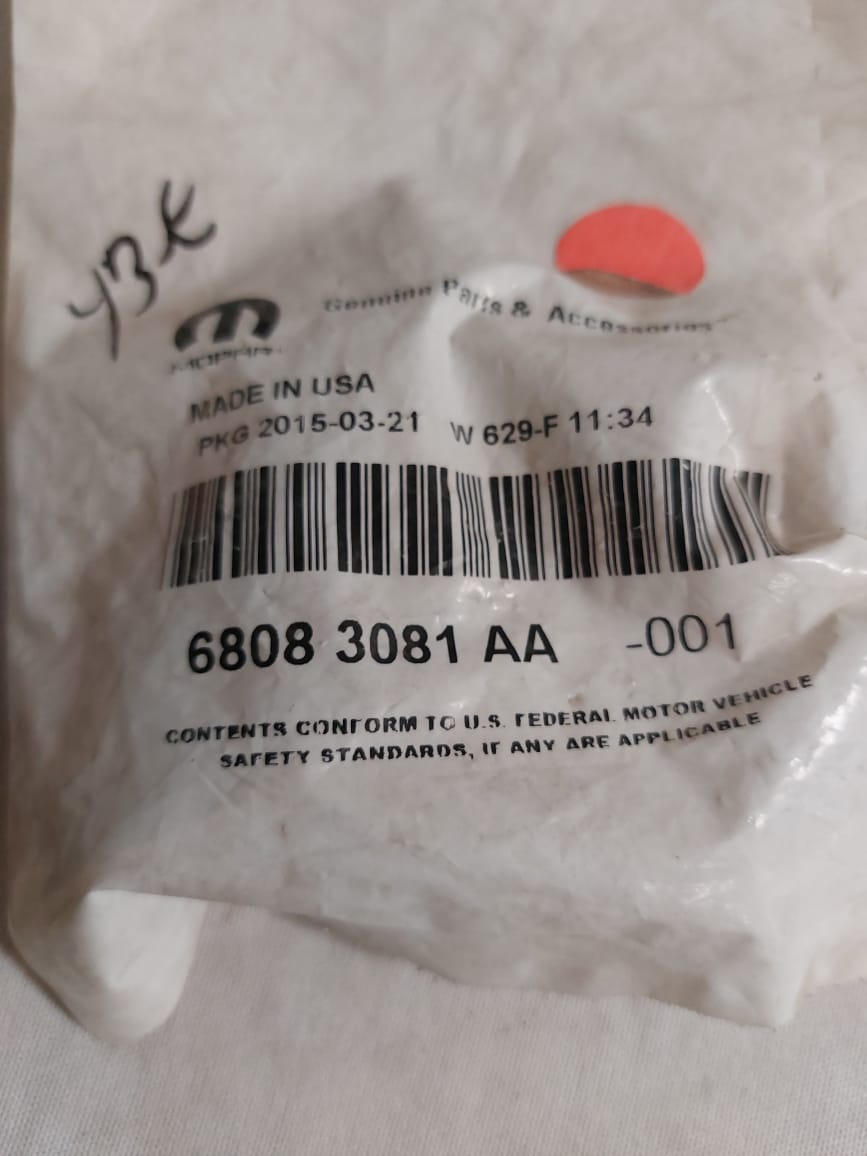 Genuine Parts & Accessories
MOPAR
MADE IN USA
PKG 2015-03-21 W 629-F 11:34
6808 3081 AA -001
CONTENTS CONFORM TO U.S. FEDERAL MOTOR VEHICLE
SAFETY STANDARDS, IF ANY ARE APPLICABLE